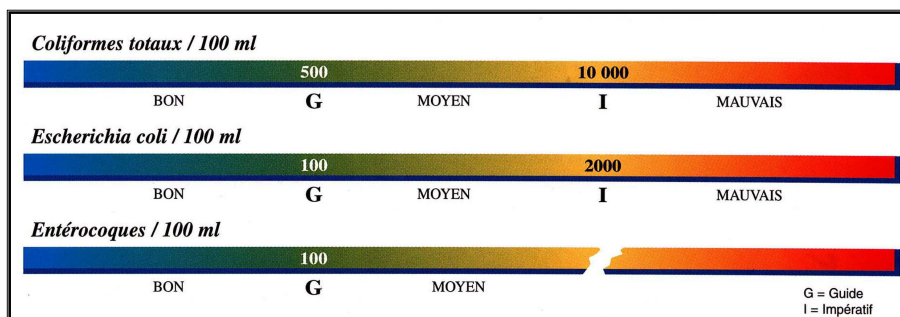 Coliformes totaux / 100 ml
500 10 000
BON G MOYEN I MAUVAIS
Escherichia coli / 100 ml
100 2000
BON G MOYEN I MAUVAIS
Entérocoques / 100 ml
100
BON G MOYEN
G = Guide
I = Impératif